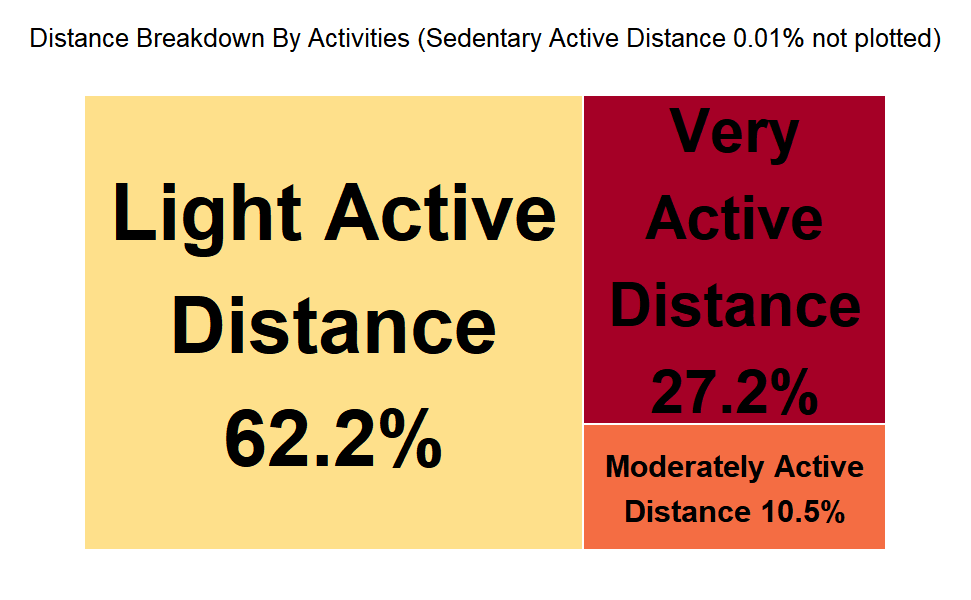 Distance Breakdown By Activities (Sedentary Active Distance 0.01% not plotted)
Light Active
Distance
62.2%
Very
Active
Distance
27.2%
Moderately Active
Distance 10.5%